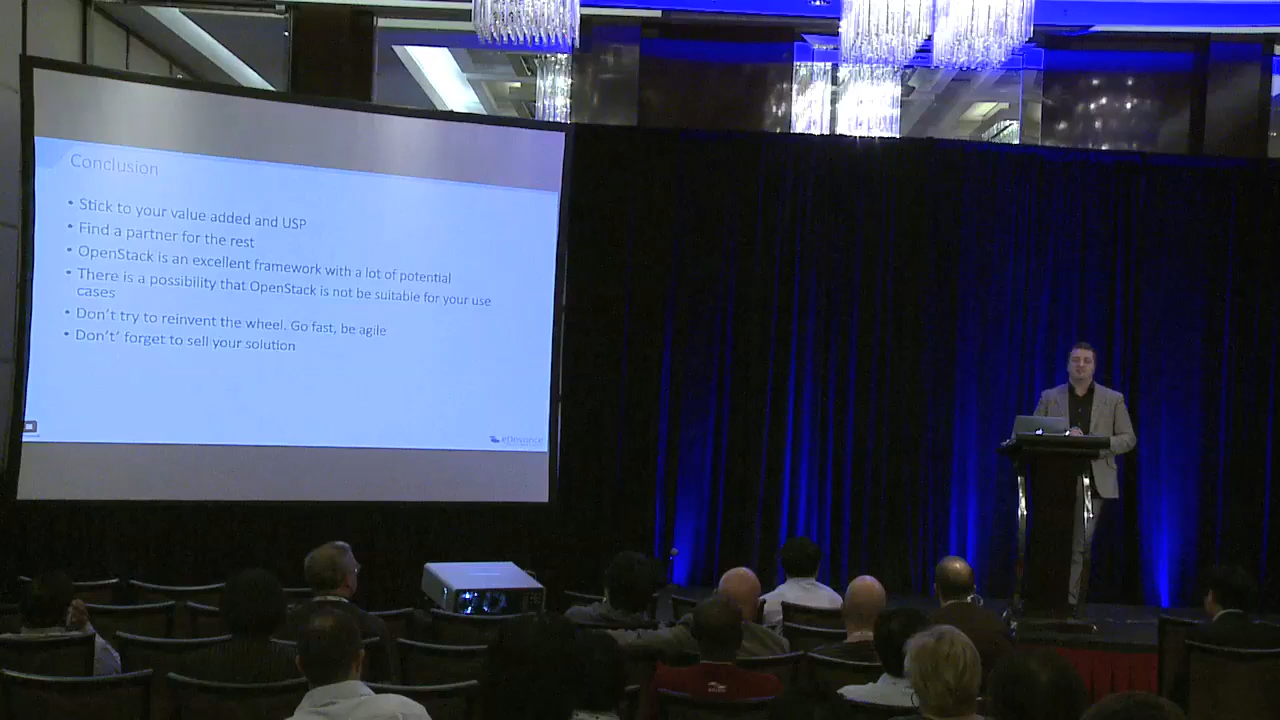 Conclusion
• Stick to your value added and USP
• Find a partner for the rest
• OpenStack is an excellent framework with a lot of potential
• There is a possibility that OpenStack is not be suitable for your use
cases
• Don't try to reinvent the wheel. Go fast, be agile
• Don't' forget to sell your solution
eNovance